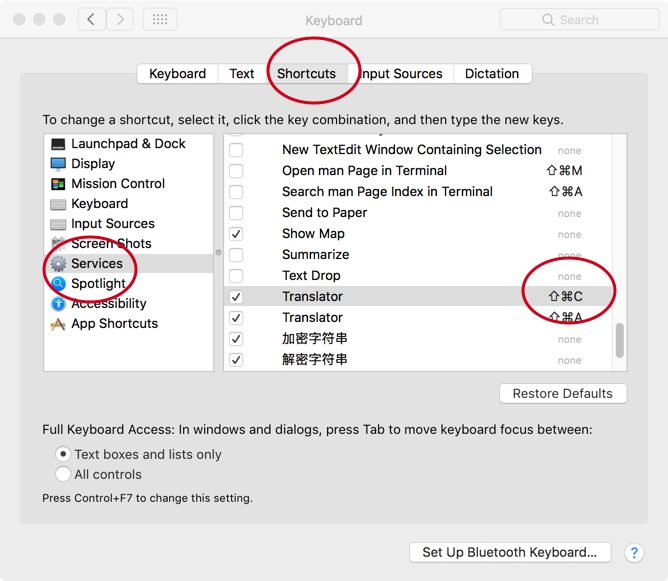 Keyboard
Search
Keyboard Text Shortcuts Input Sources Dictation
To change a shortcut, select it, click the key combination, and then type the new keys.
Launchpad & Dock
Display
Mission Control
Keyboard
Input Sources
Screen Shots
Services
Spotlight
Accessibility
App Shortcuts
New TextEdit Window Containing Selection none
Open man Page in Terminal ⇧⌘M
Search man Page Index in Terminal ⇧⌘A
Send to Paper none
Show Map none
Summarize none
Text Drop none
Translator ⇧⌘C
Translator ⇧⌘A
加密字符串 none
解密字符串 none
Restore Defaults
Full Keyboard Access: In windows and dialogs, press Tab to move keyboard focus between:
Text boxes and lists only
All controls
Press Control+F7 to change this setting.
Set Up Bluetooth Keyboard...
?